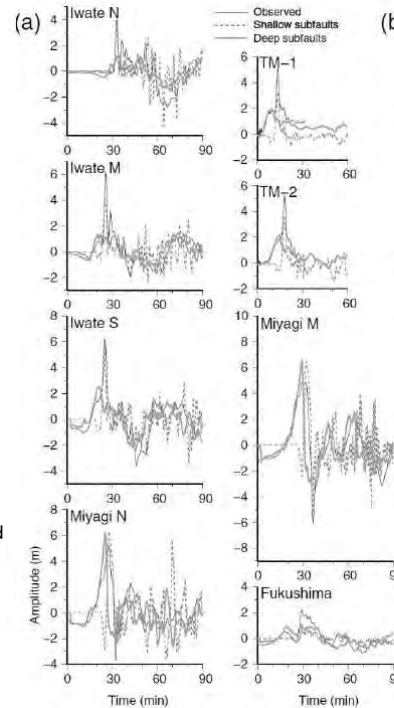 (a)
Iwate N
4
2
0
-2
-4
0 30 60 90
Iwate M
6
4
2
0
-2
0 30 60 90
Iwate S
8
6
4
2
0
-2
-4
0 30 60 90
Miyagi N
8
6
4
2
0
-2
-4
0 30 60 90
Amplitude (m)
Time (min)
d
Observed
Shallow subfaults
Deep subfaults
(b
TM-1
6
4
2
0
-2
0 30 60
TM-2
6
4
2
0
-2
0 30 60
Miyagi M
8
6
4
2
0
-2
-4
-6
-8
0 30 60 90
Fukushima
4
2
0
-2
0 30 60 90
Time (min)